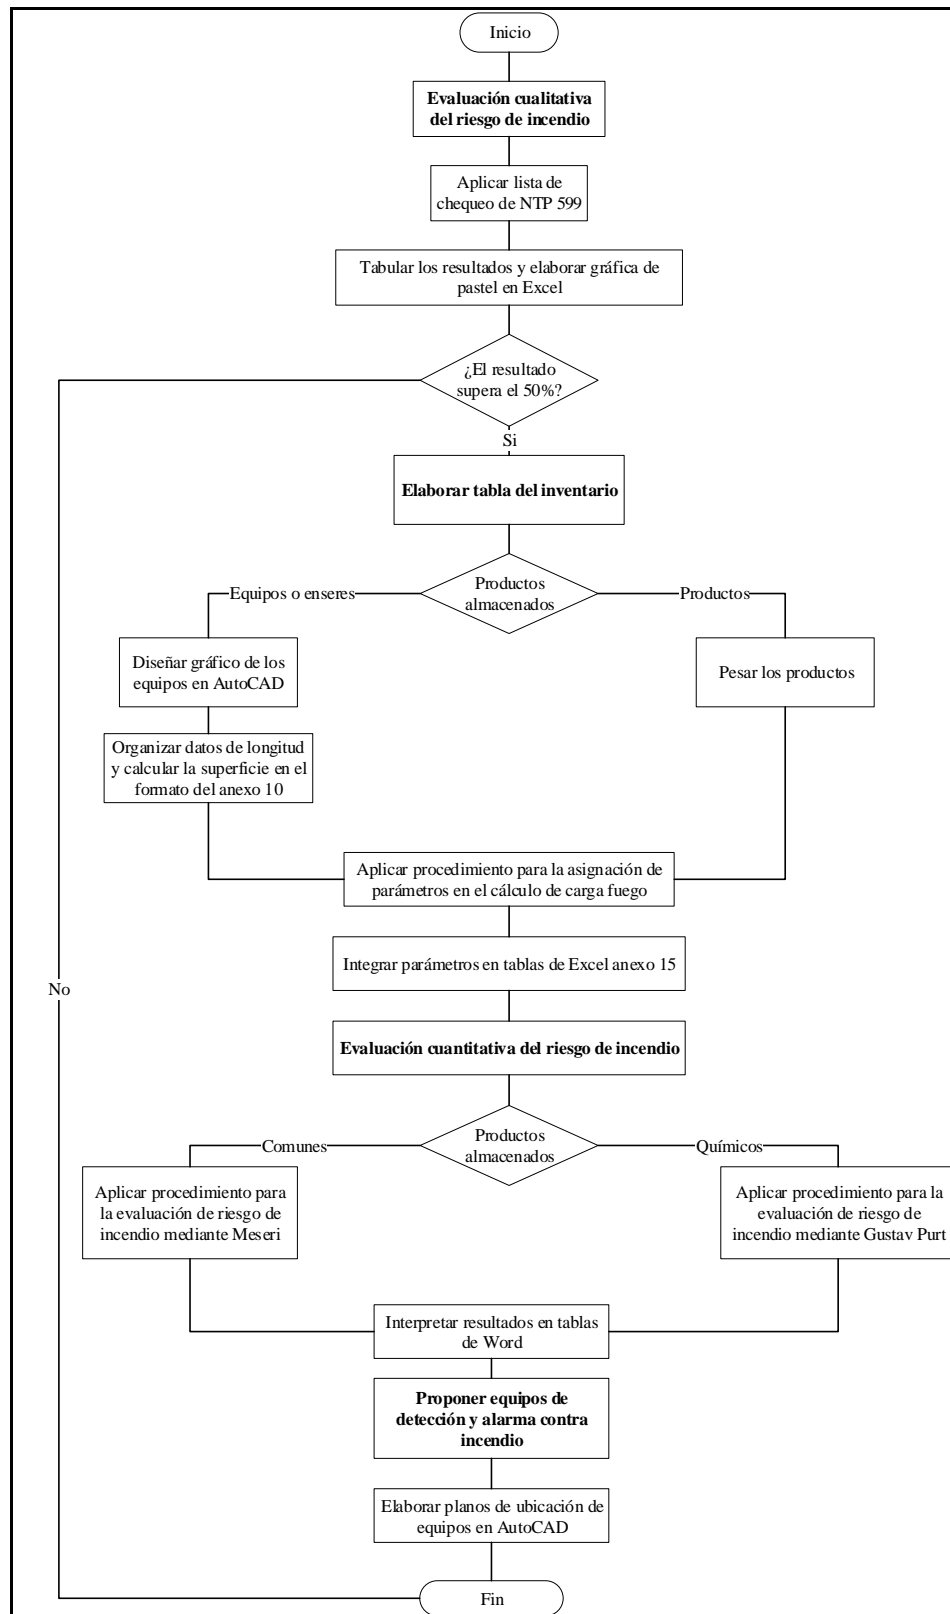 Inicio
Evaluación cualitativa
del riesgo de incendio
Aplicar lista de
chequeo de NTP 599
Tabular los resultados y elaborar gráfica de
pastel en Excel
¿El resultado
supera el 50%?
Si
Elaborar tabla del inventario
Productos
almacenados
Equipos o enseres
Productos
Diseñar gráfico de los
equipos en AutoCAD
Pesar los productos
Organizar datos de longitud
y calcular la superficie en el
formato del anexo 10
Aplicar procedimiento para la asignación de
parámetros en el cálculo de carga fuego
Integrar parámetros en tablas de Excel anexo 15
No
Evaluación cuantitativa del riesgo de incendio
Productos
almacenados
Comunes
Químicos
Aplicar procedimiento para
la evaluación de riesgo de
incendio mediante Meseri
Aplicar procedimiento para la
evaluación de riesgo de
incendio mediante Gustav Purt
Interpretar resultados en tablas
de Word
Proponer equipos de
detección y alarma contra
incendio
Elaborar planos de ubicación de
equipos en AutoCAD
Fin